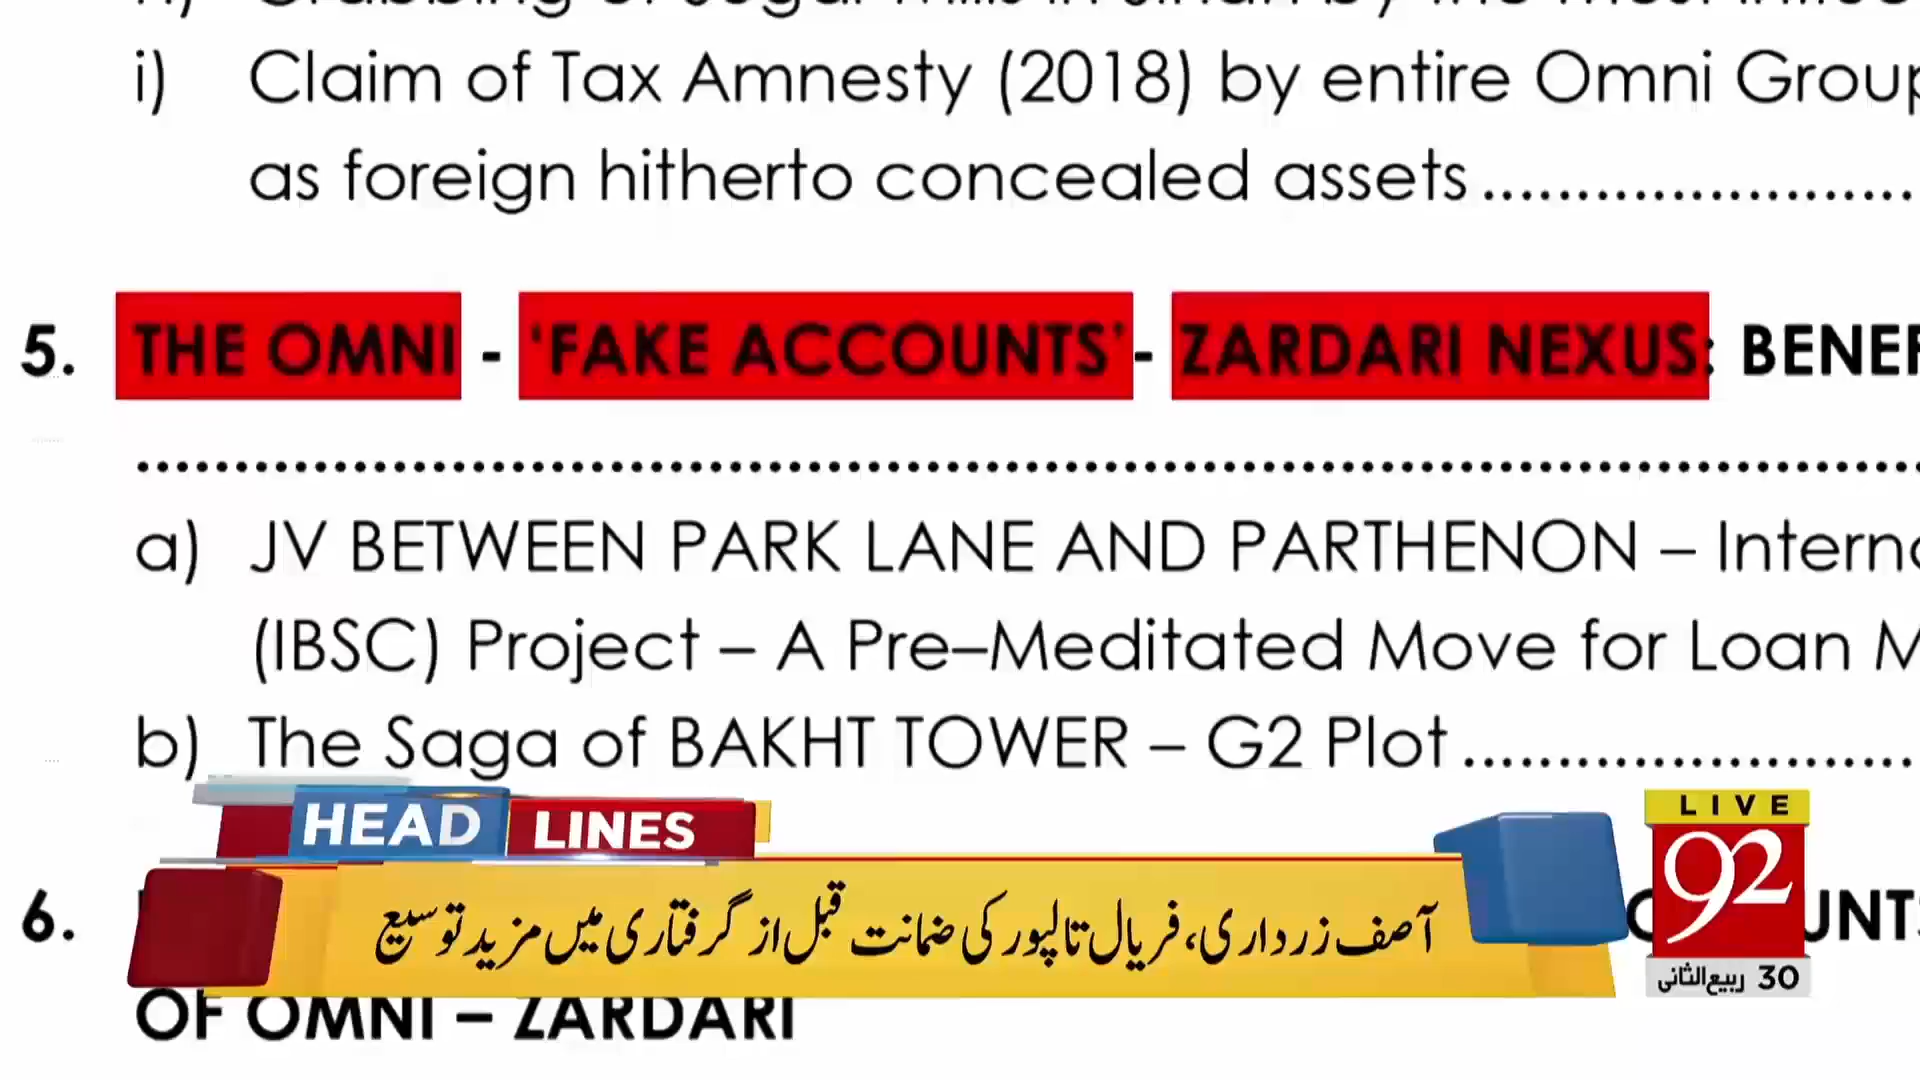 i) Claim of Tax Amnesty (2018) by entire Omni Group
as foreign hitherto concealed assets........................
5. THE OMNI - ‘FAKE ACCOUNTS’- ZARDARI NEXUS: BENEF
a) JV BETWEEN PARK LANE AND PARTHENON – Interna
(IBSC) Project – A Pre–Meditated Move for Loan M
b) The Saga of BAKHT TOWER – G2 Plot........................
HEAD LINES
LIVE
92
6.
آصف زرداری، فریال تالپور کی ضمانت قبل از گرفتاری میں مزید توسیع
30 ربیع الثانی
OF OMNI – ZARDARI